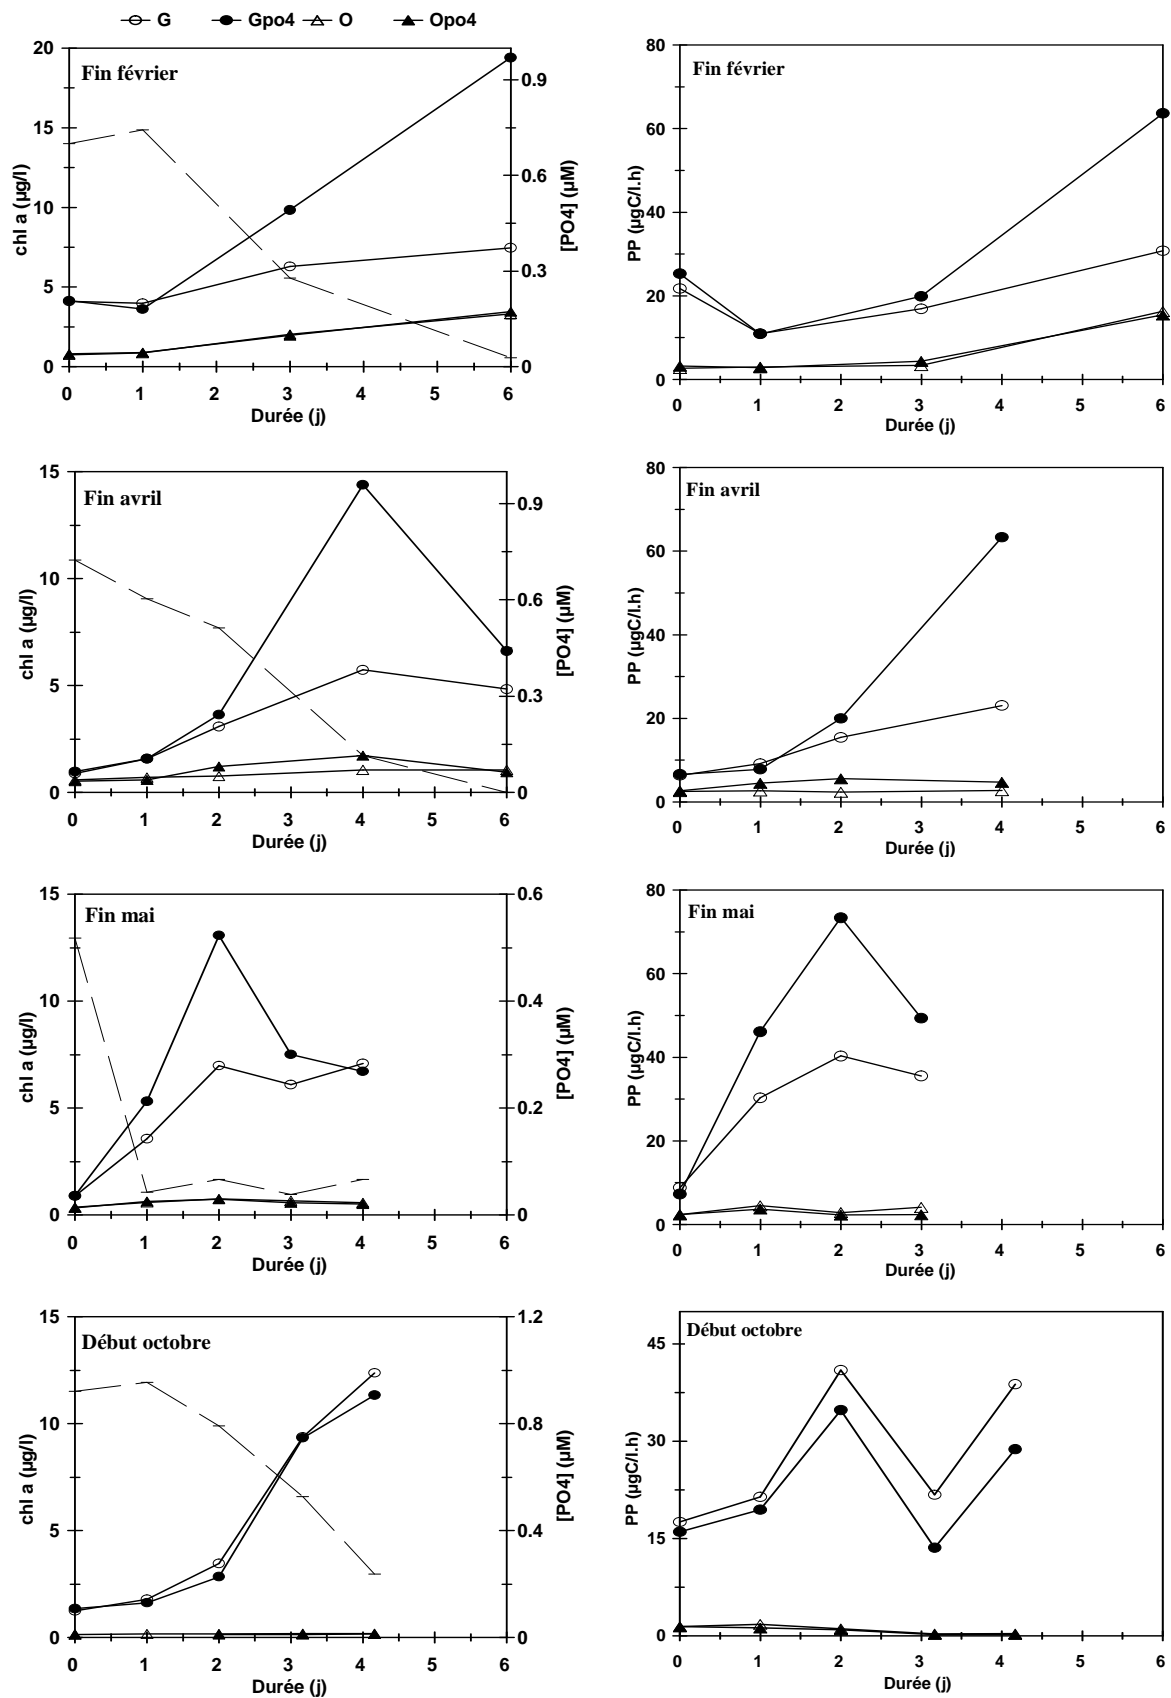 G Gpo4 O Opo4
Fin février
chl a (µg/l)
20
15
10
5
0
0.9
0.6
0.3
0
[PO4] (µM)
0 1 2 3 4 5 6
Durée (j)
Fin février
PP (µgC/l.h)
80
60
40
20
0
0 1 2 3 4 5 6
Durée (j)
Fin avril
chl a (µg/l)
15
10
5
0
0.9
0.6
0.3
0
[PO4] (µM)
0 1 2 3 4 5 6
Durée (j)
Fin avril
PP (µgC/l.h)
80
60
40
20
0
0 1 2 3 4 5 6
Durée (j)
Fin mai
chl a (µg/l)
15
10
5
0
0.6
0.4
0.2
0
[PO4] (µM)
0 1 2 3 4 5 6
Durée (j)
Fin mai
PP (µgC/l.h)
80
60
40
20
0
0 1 2 3 4 5 6
Durée (j)
Début octobre
chl a (µg/l)
15
10
5
0
1.2
0.8
0.4
0
[PO4] (µM)
0 1 2 3 4 5 6
Durée (j)
Début octobre
PP (µgC/l.h)
45
30
15
0
0 1 2 3 4 5 6
Durée (j)